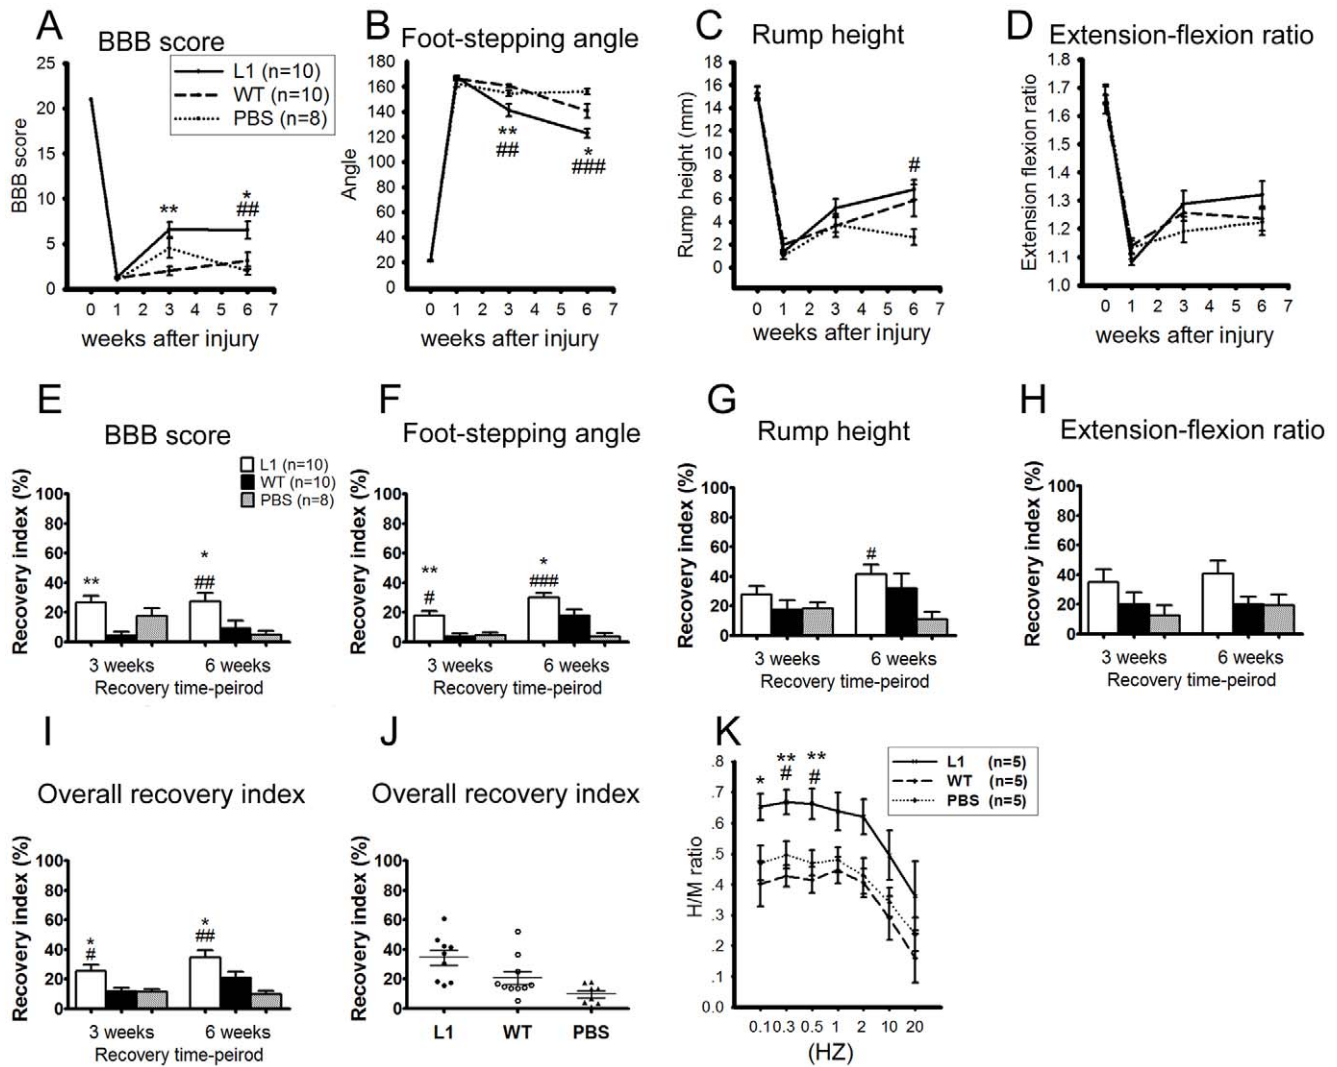 A BBB score
L1 (n=10)
WT (n=10)
PBS (n=8)
25
20
15
10
5
0
BBB score
**
*
##
0 1 2 3 4 5 6 7
weeks after injury
B Foot-stepping angle
180
160
140
120
100
80
60
40
20
0
Angle
**
##
*
###
0 1 2 3 4 5 6 7
weeks after injury
C Rump height
18
16
14
12
10
8
6
4
2
0
Rump height (mm)
#
0 1 2 3 4 5 6 7
weeks after injury
D Extension-flexion ratio
1.8
1.7
1.6
1.5
1.4
1.3
1.2
1.1
1.0
Extension flexion ratio
0 1 2 3 4 5 6 7
weeks after injury
E BBB score
L1 (n=10)
WT (n=10)
PBS (n=8)
100
80
60
40
20
0
Recovery index (%)
**
*
##
3 weeks 6 weeks
Recovery time-peirod
F Foot-stepping angle
100
80
60
40
20
0
Recovery index (%)
**
#
*
###
3 weeks 6 weeks
Recovery time-peirod
G Rump height
100
80
60
40
20
0
Recovery index (%)
#
3 weeks 6 weeks
Recovery time-peirod
H Extension-flexion ratio
100
80
60
40
20
0
Recovery index (%)
3 weeks 6 weeks
Recovery time-peirod
I Overall recovery index
100
80
60
40
20
0
Recovery index (%)
*
#
*
##
3 weeks 6 weeks
Recovery time-peirod
J Overall recovery index
100
80
60
40
20
0
Recovery index (%)
L1 WT PBS
K
L1 (n=5)
WT (n=5)
PBS (n=5)
.8
.7
.6
.5
.4
.3
.2
.1
0.0
H/M ratio
*
**
#
**
#
0.1 0.3 0.5 1 2 10 20
(HZ)